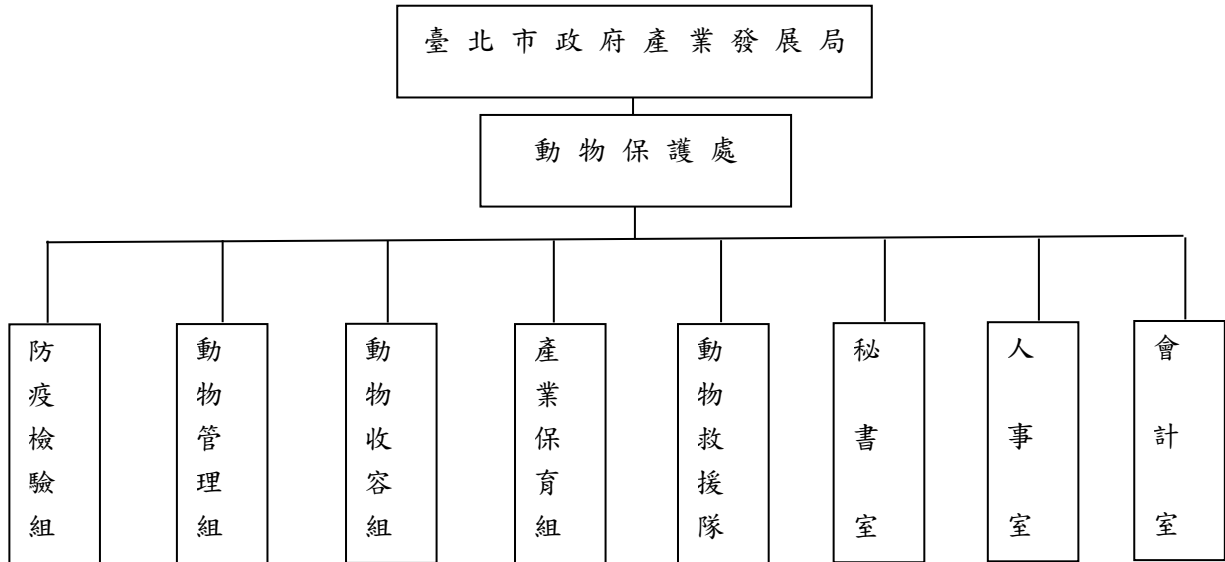 臺北市政府產業發展局
動物保護處
防疫檢驗組
動物管理組
動物收容組
產業保育組
動物救援隊
秘書室
人事室
會計室